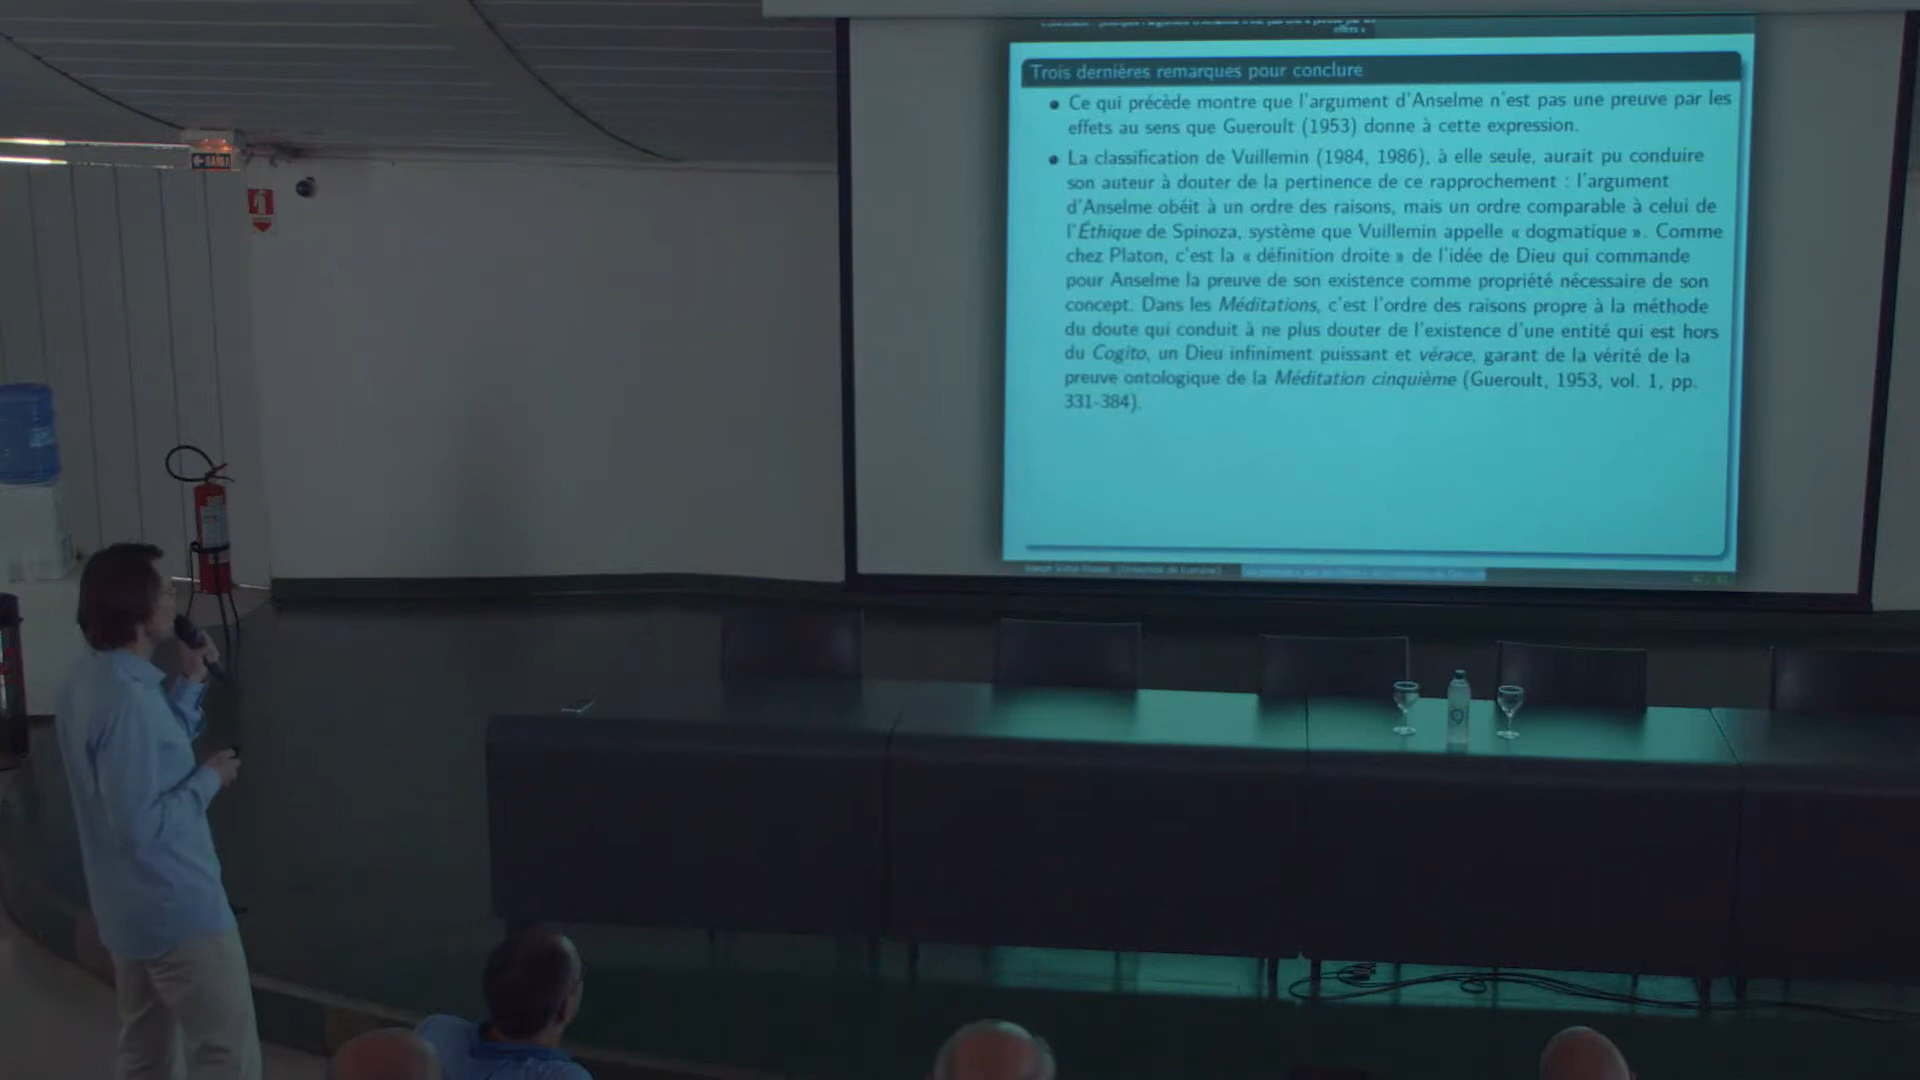 effets »
Trois dernières remarques pour conclure
Ce qui précède montre que l'argument d'Anselme n'est pas une preuve par les
effets au sens que Gueroult (1953) donne à cette expression.
La classification de Vuillemin (1984, 1986), à elle seule, aurait pu conduire
son auteur à douter de la pertinence de ce rapprochement : l'argument
d'Anselme obéit à un ordre des raisons, mais un ordre comparable à celui de
l'Éthique de Spinoza, système que Vuillemin appelle « dogmatique ». Comme
chez Platon, c'est la « définition droite » de l'idée de Dieu qui commande
pour Anselme la preuve de son existence comme propriété nécessaire de son
concept. Dans les Méditations, c'est l'ordre des raisons propre à la méthode
du doute qui conduit à ne plus douter de l'existence d'une entité qui est hors
du Cogito, un Dieu infiniment puissant et vérace, garant de la vérité de la
preuve ontologique de la Méditation cinquième (Gueroult, 1953, vol. 1, pp.
331-384).
SAÍDA